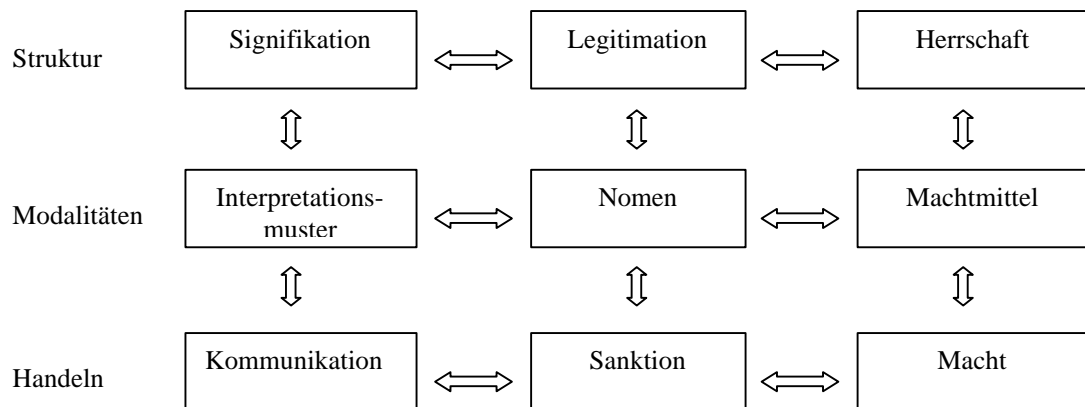 Struktur
Signifikation
Legitimation
Herrschaft
Modalitäten
Interpretations-
muster
Nomen
Machtmittel
Handeln
Kommunikation
Sanktion
Macht